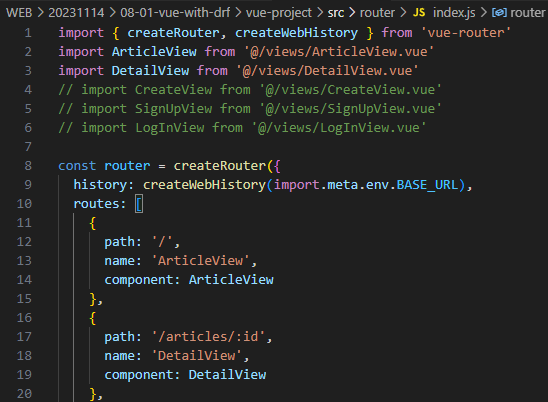 WEB > 20231114 > 08-01-vue-with-drf > vue-project > src > router > JS index.js > router
1 import { createRouter, createWebHistory } from 'vue-router'
2 import ArticleView from '@/views/ArticleView.vue'
3 import DetailView from '@/views/DetailView.vue'
4 // import CreateView from '@/views/CreateView.vue'
5 // import SignUpView from '@/views/SignUpView.vue'
6 // import LogInView from '@/views/LogInView.vue'
7
8 const router = createRouter({
9   history: createWebHistory(import.meta.env.BASE_URL),
10   routes: [
11     {
12       path: '/',
13       name: 'ArticleView',
14       component: ArticleView
15     },
16     {
17       path: '/articles/:id',
18       name: 'DetailView',
19       component: DetailView
20     },